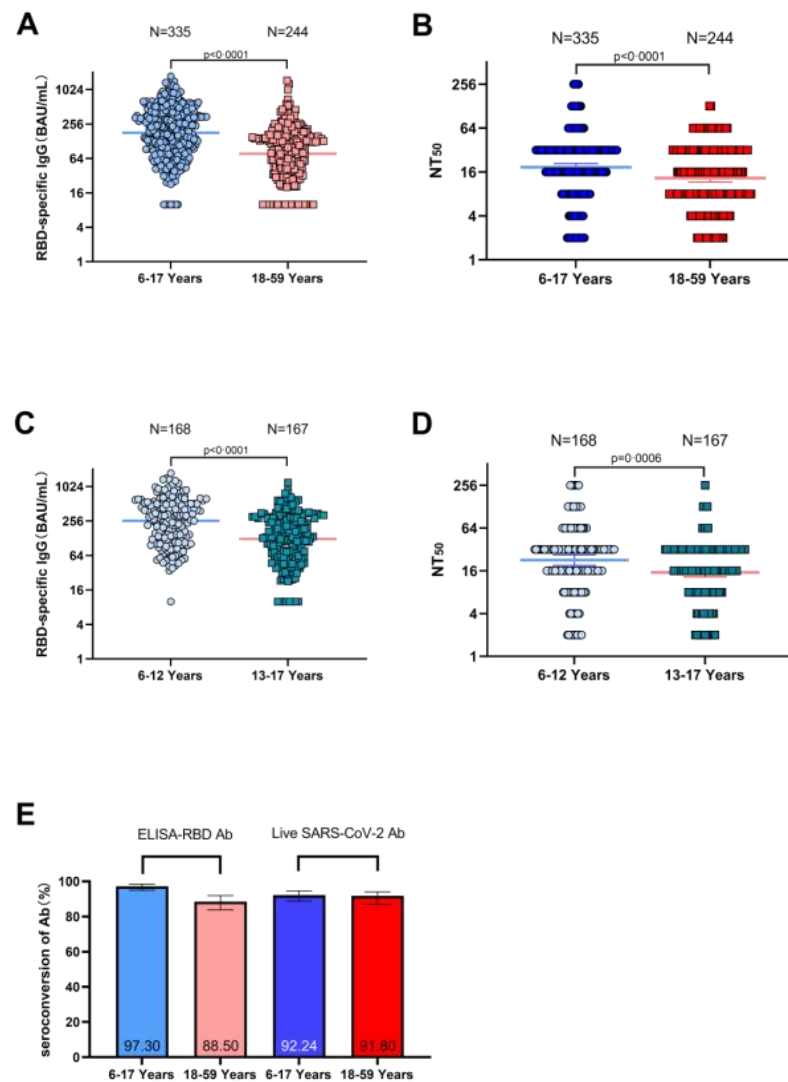 A
N=335 N=244
p<0·0001
RBD-specific IgG (BAU/mL)
1024
256
64
16
4
1
6-17 Years 18-59 Years
B
N=335 N=244
p<0·0001
NT50
256
64
16
4
1
6-17 Years 18-59 Years
C
N=168 N=167
p<0·0001
RBD-specific IgG (BAU/mL)
1024
256
64
16
4
1
6-12 Years 13-17 Years
D
N=168 N=167
p=0·0006
NT50
256
64
16
4
1
6-12 Years 13-17 Years
E
ELISA-RBD Ab Live SARS-CoV-2 Ab
seroconversion of Ab (%)
100
80
60
40
20
0
97.30 88.50 92.24 91.80
6-17 Years 18-59 Years 6-17 Years 18-59 Years